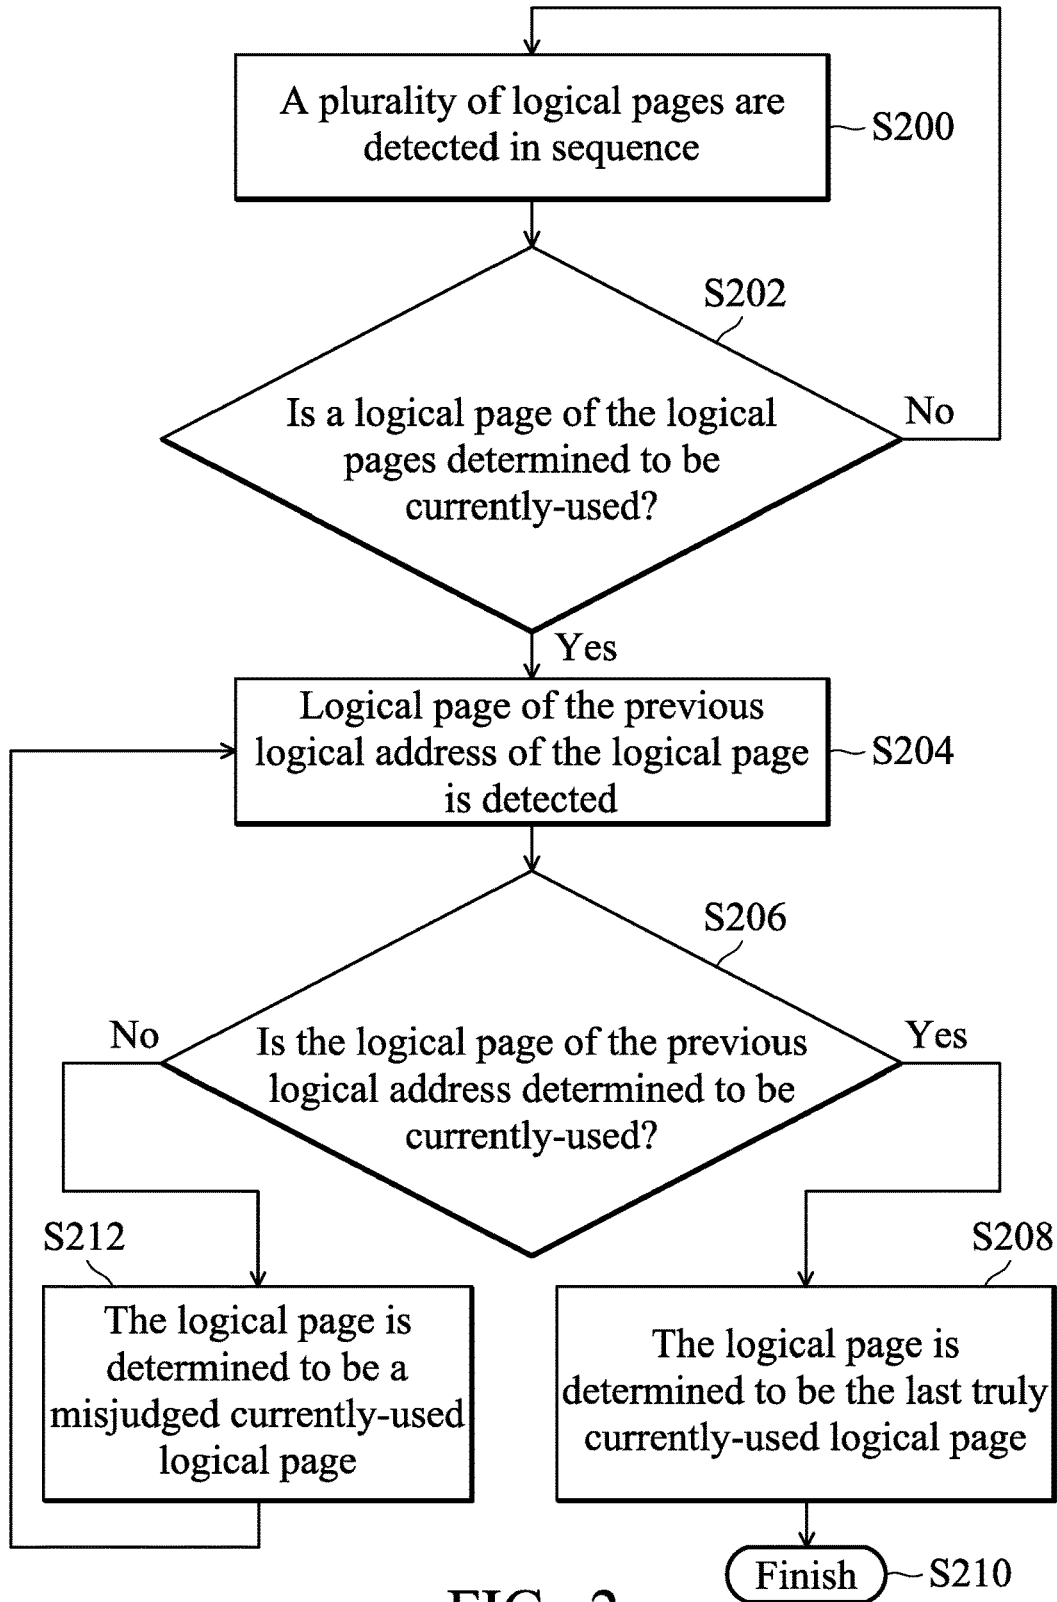 A plurality of logical pages are
detected in sequence
S200
S202
Is a logical page of the logical
pages determined to be
currently-used?
No
Yes
Logical page of the previous
logical address of the logical page
is detected
S204
S206
No
Is the logical page of the previous
logical address determined to be
currently-used?
Yes
S212
The logical page is
determined to be a
misjudged currently-used
logical page
S208
The logical page is
determined to be the last truly
currently-used logical page
Finish
S210
FIG. 2